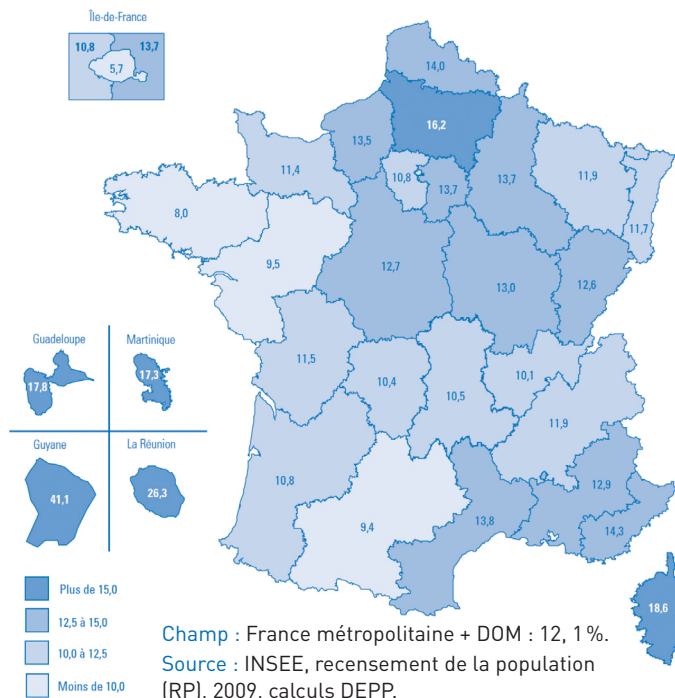 Île-de-France
10,8
13,7
5,7
14,0
16,2
13,5
11,4
10,8
13,7
13,7
11,9
11,7
8,0
9,5
12,7
13,0
12,6
Guadeloupe
Martinique
17,8
17,3
11,5
10,4
10,5
10,1
11,9
Guyane
La Réunion
41,1
26,3
10,8
9,4
13,8
12,9
14,3
18,6
Plus de 15,0
12,5 à 15,0
10,0 à 12,5
Moins de 10,0
Champ : France métropolitaine + DOM : 12, 1 %.
Source : INSEE, recensement de la population
(RP), 2009, calculs DEPP.